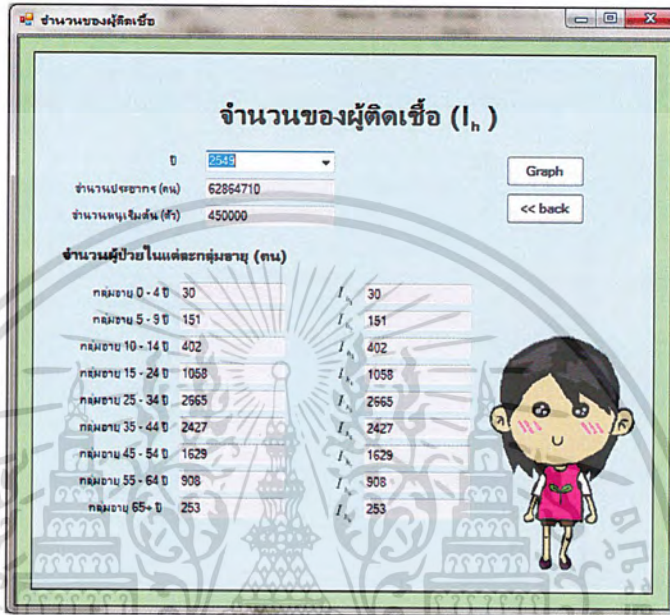 จำนวนของผู้ติดเชื้อ
จำนวนของผู้ติดเชื้อ (Iₕ)
ปี 2549
จำนวนประชากร (คน) 62864710
จำนวนหนูเริ่มต้น (ตัว) 450000
Graph
<< back
จำนวนผู้ป่วยในแต่ละกลุ่มอายุ (คน)
กลุ่มอายุ 0 - 4 ปี 30 30
กลุ่มอายุ 5 - 9 ปี 151 151
กลุ่มอายุ 10 - 14 ปี 402 402
กลุ่มอายุ 15 - 24 ปี 1058 1058
กลุ่มอายุ 25 - 34 ปี 2665 2665
กลุ่มอายุ 35 - 44 ปี 2427 2427
กลุ่มอายุ 45 - 54 ปี 1629 1629
กลุ่มอายุ 55 - 64 ปี 908 908
กลุ่มอายุ 65+ ปี 253 253